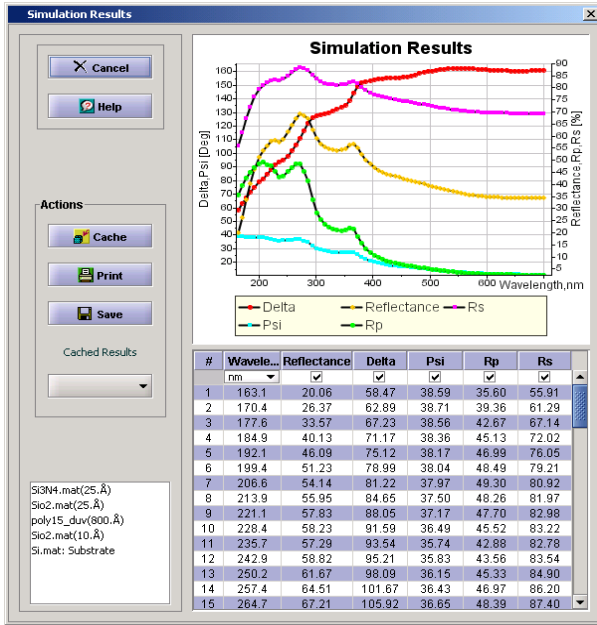 Simulation Results
Cancel
Help
Actions
Cache
Print
Save
Cached Results
Si3N4.mat(25.Å)
Sio2.mat(25.Å)
poly15_duv(800.Å)
Sio2.mat(10.Å)
Si.mat: Substrate
Simulation Results
Delta,Psi [Deg]
160
150
140
130
120
110
100
90
80
70
60
50
40
30
20
90
85
80
75
70
65
60
55
50
45
40
35
30
25
20
15
10
5
Reflectance,Rp,Rs [%]
200 300 400 500 600 Wavelength,nm
Delta Reflectance Rs
Psi Rp
# Wavele... Reflectance Delta Psi Rp Rs
nm
1 163.1 20.06 58.47 38.59 35.60 55.91
2 170.4 26.37 62.89 38.71 39.36 61.29
3 177.6 33.57 67.23 38.56 42.67 67.14
4 184.9 40.13 71.17 38.36 45.13 72.02
5 192.1 46.09 75.12 38.17 46.99 76.05
6 199.4 51.23 78.99 38.04 48.49 79.21
7 206.6 54.14 81.22 37.97 49.30 80.92
8 213.9 55.95 84.65 37.50 48.26 81.97
9 221.1 57.83 88.05 37.17 47.70 82.98
10 228.4 58.23 91.59 36.49 45.52 83.22
11 235.7 57.29 93.54 35.74 42.88 82.78
12 242.9 58.82 95.21 35.83 43.56 83.54
13 250.2 61.67 98.09 36.15 45.33 84.90
14 257.4 64.51 101.67 36.43 46.97 86.20
15 264.7 67.21 105.92 36.65 48.39 87.40